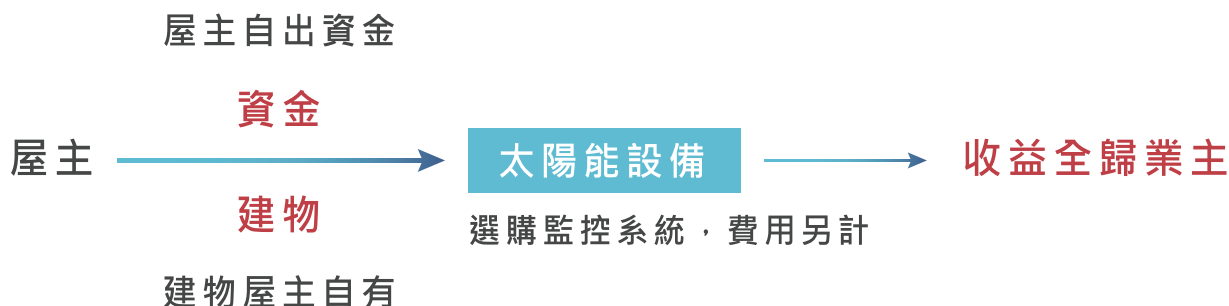 屋主自出資金
資金
屋主
太陽能設備
收益全歸業主
建物
選購監控系統，費用另計
建物屋主自有